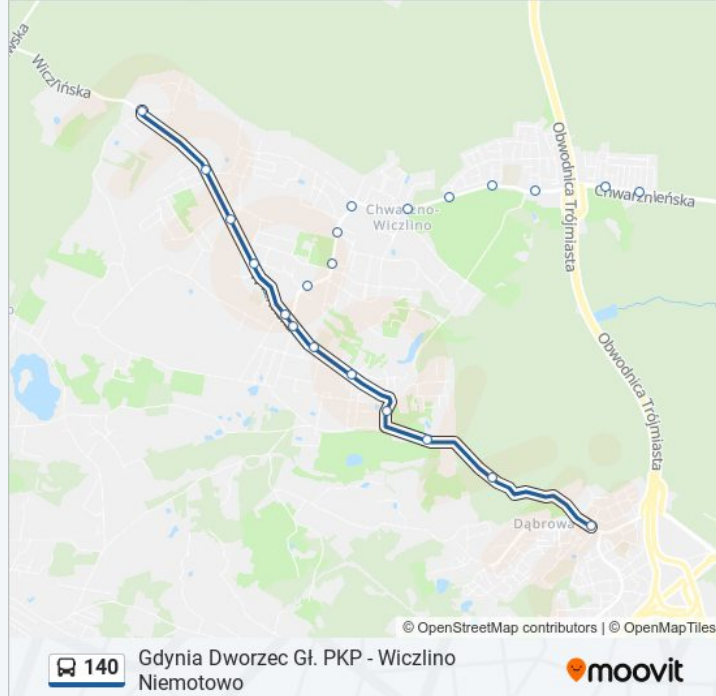 Wiczlińska
Obwodnica Trójmiasta
Chwarzno-
Wiczlino
Chwarznieńska
Obwodnica Trójmiasta
Dąbrowa
© OpenStreetMap contributors | © OpenMapTiles
140
Gdynia Dworzec Gł. PKP - Wiczlino
Niemotowo
moovit